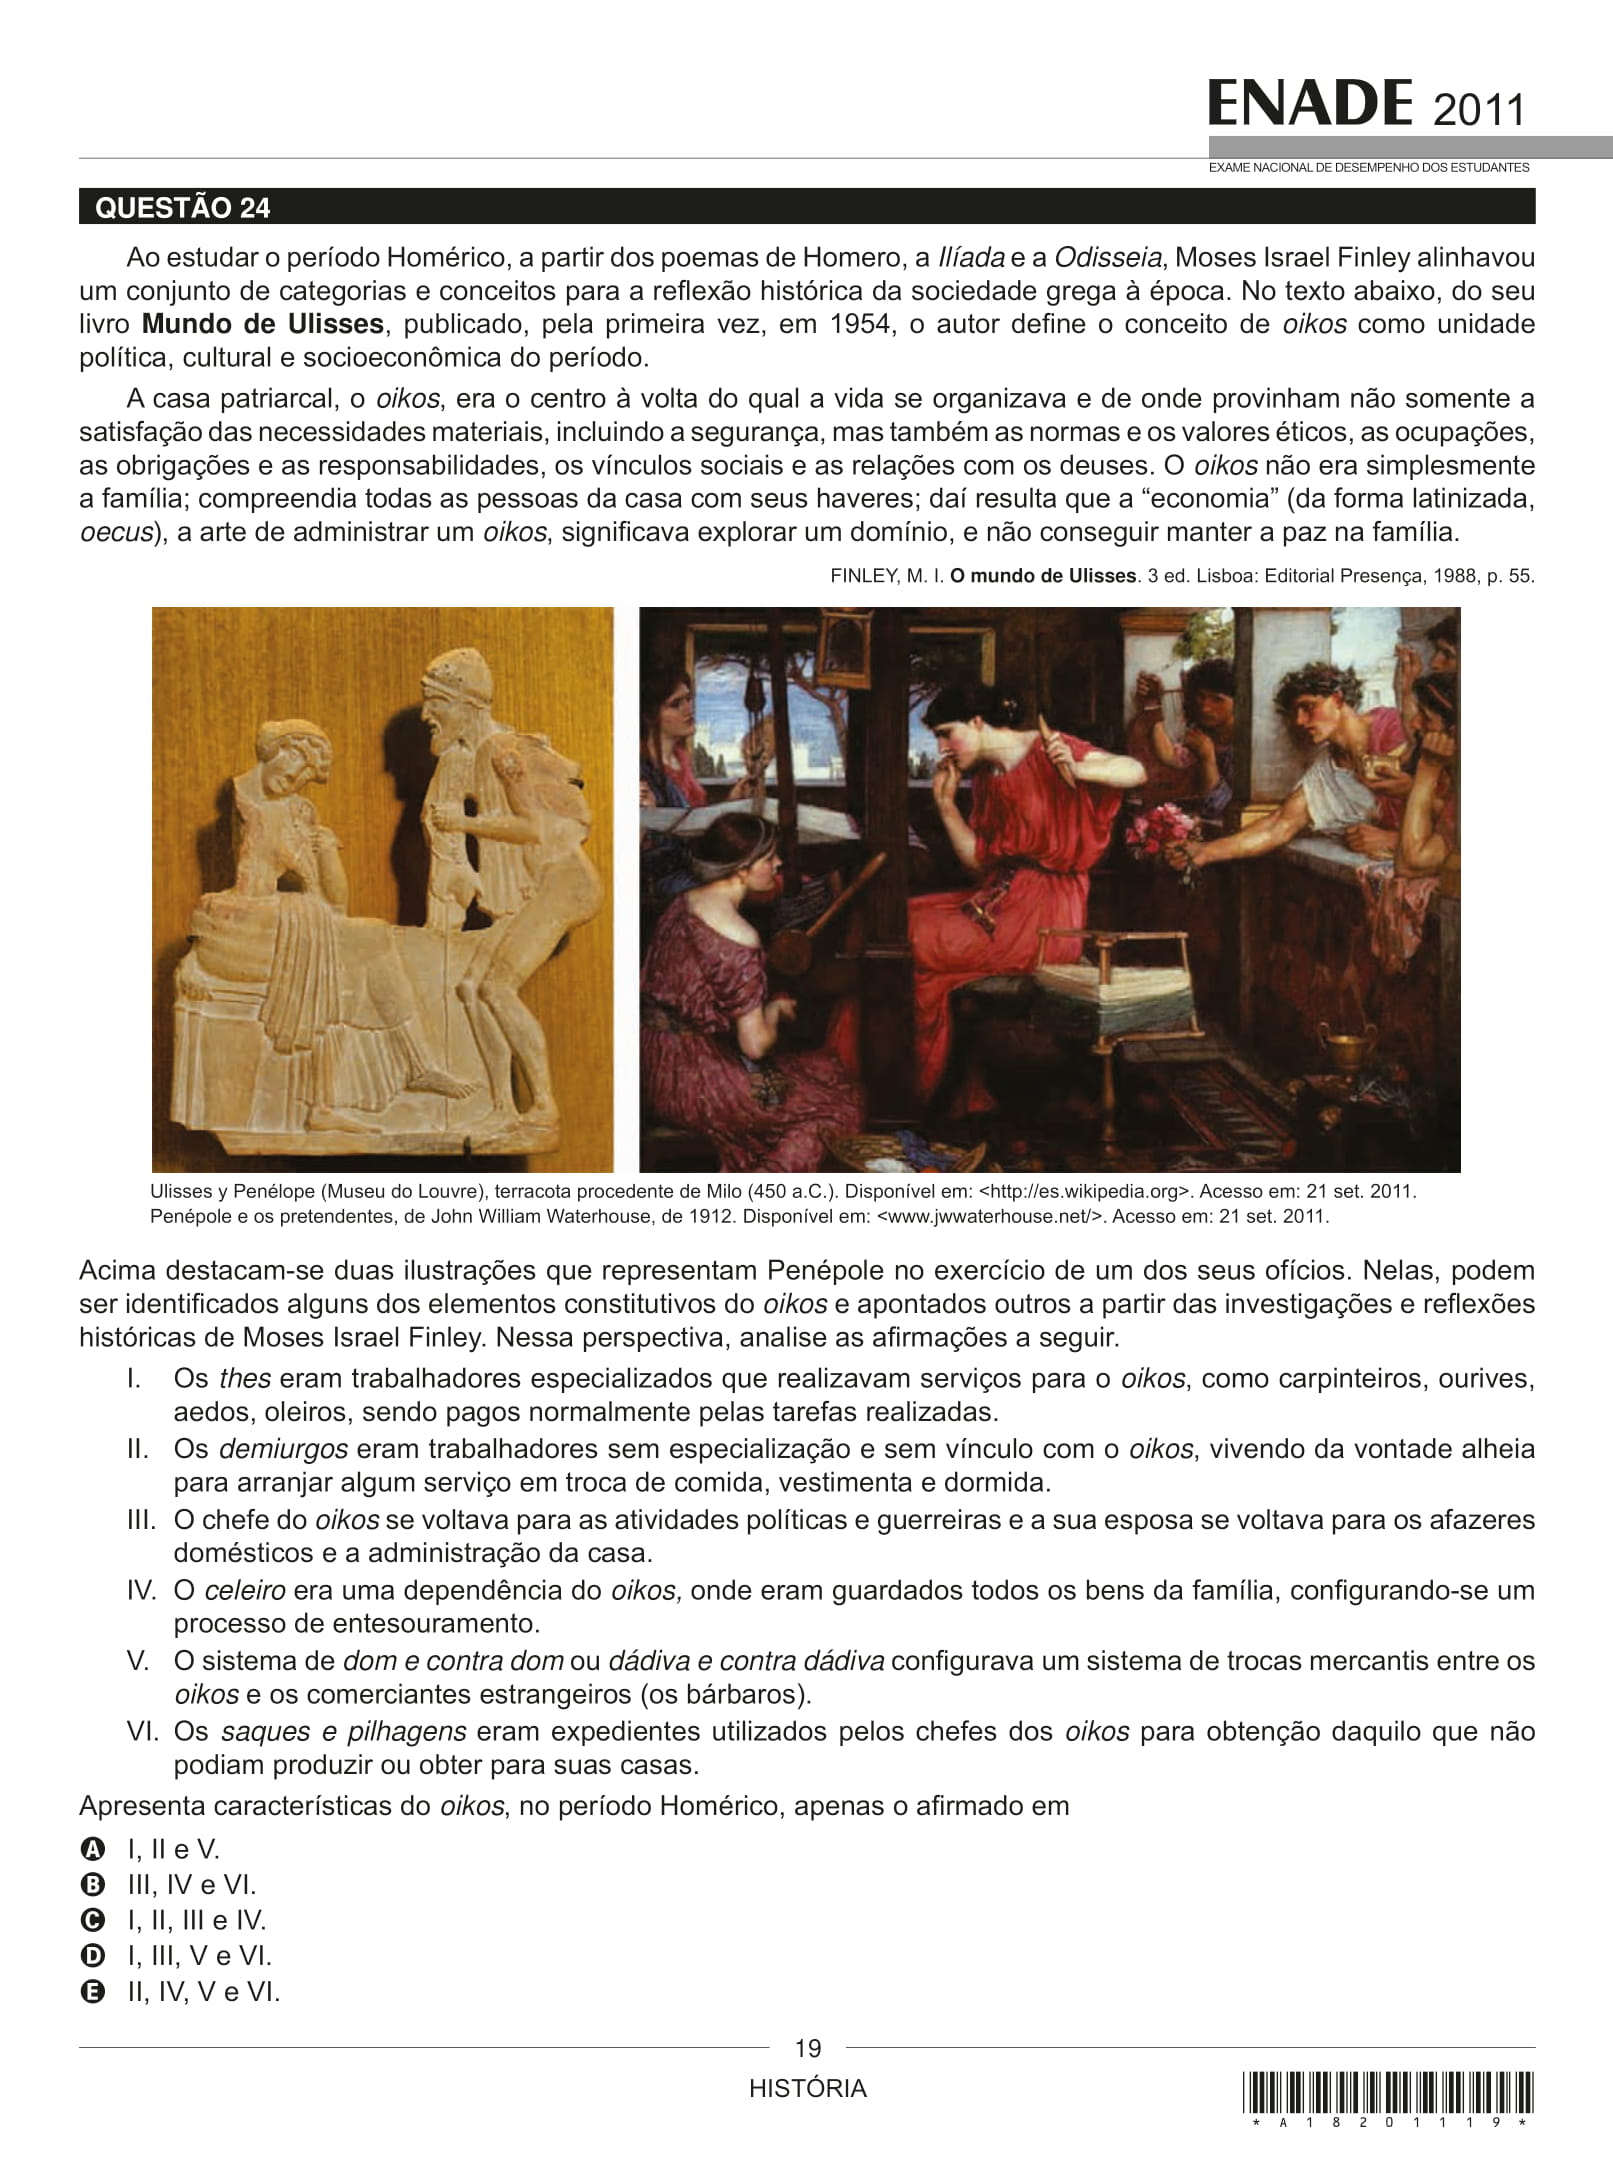 ENADE 2011
EXAME NACIONAL DE DESEMPENHO DOS ESTUDANTES
QUESTÃO 24
Ao estudar o período Homérico, a partir dos poemas de Homero, a Ilíada e a Odisseia, Moses Israel Finley alinhavou
um conjunto de categorias e conceitos para a reflexão histórica da sociedade grega à época. No texto abaixo, do seu
livro Mundo de Ulisses, publicado, pela primeira vez, em 1954, o autor define o conceito de oikos como unidade
política, cultural e socioeconômica do período.
A casa patriarcal, o oikos, era o centro à volta do qual a vida se organizava e de onde provinham não somente a
satisfação das necessidades materiais, incluindo a segurança, mas também as normas e os valores éticos, as ocupações,
as obrigações e as responsabilidades, os vínculos sociais e as relações com os deuses. O oikos não era simplesmente
a família; compreendia todas as pessoas da casa com seus haveres; daí resulta que a “economia” (da forma latinizada,
oecus), a arte de administrar um oikos, significava explorar um domínio, e não conseguir manter a paz na família.
FINLEY, M. I. O mundo de Ulisses. 3 ed. Lisboa: Editorial Presença, 1988, p. 55.
Ulisses y Penélope (Museu do Louvre), terracota procedente de Milo (450 a.C.). Disponível em: <http://es.wikipedia.org>. Acesso em: 21 set. 2011.
Penépole e os pretendentes, de John William Waterhouse, de 1912. Disponível em: <www.jwwaterhouse.net/>. Acesso em: 21 set. 2011.
Acima destacam-se duas ilustrações que representam Penépole no exercício de um dos seus ofícios. Nelas, podem
ser identificados alguns dos elementos constitutivos do oikos e apontados outros a partir das investigações e reflexões
históricas de Moses Israel Finley. Nessa perspectiva, analise as afirmações a seguir.
I. Os thes eram trabalhadores especializados que realizavam serviços para o oikos, como carpinteiros, ourives,
aedos, oleiros, sendo pagos normalmente pelas tarefas realizadas.
II. Os demiurgos eram trabalhadores sem especialização e sem vínculo com o oikos, vivendo da vontade alheia
para arranjar algum serviço em troca de comida, vestimenta e dormida.
III. O chefe do oikos se voltava para as atividades políticas e guerreiras e a sua esposa se voltava para os afazeres
domésticos e a administração da casa.
IV. O celeiro era uma dependência do oikos, onde eram guardados todos os bens da família, configurando-se um
processo de entesouramento.
V. O sistema de dom e contra dom ou dádiva e contra dádiva configurava um sistema de trocas mercantis entre os
oikos e os comerciantes estrangeiros (os bárbaros).
VI. Os saques e pilhagens eram expedientes utilizados pelos chefes dos oikos para obtenção daquilo que não
podiam produzir ou obter para suas casas.
Apresenta características do oikos, no período Homérico, apenas o afirmado em
A I, II e V.
B III, IV e VI.
C I, II, III e IV.
D I, III, V e VI.
E II, IV, V e VI.
19
HISTÓRIA
*A18201119*